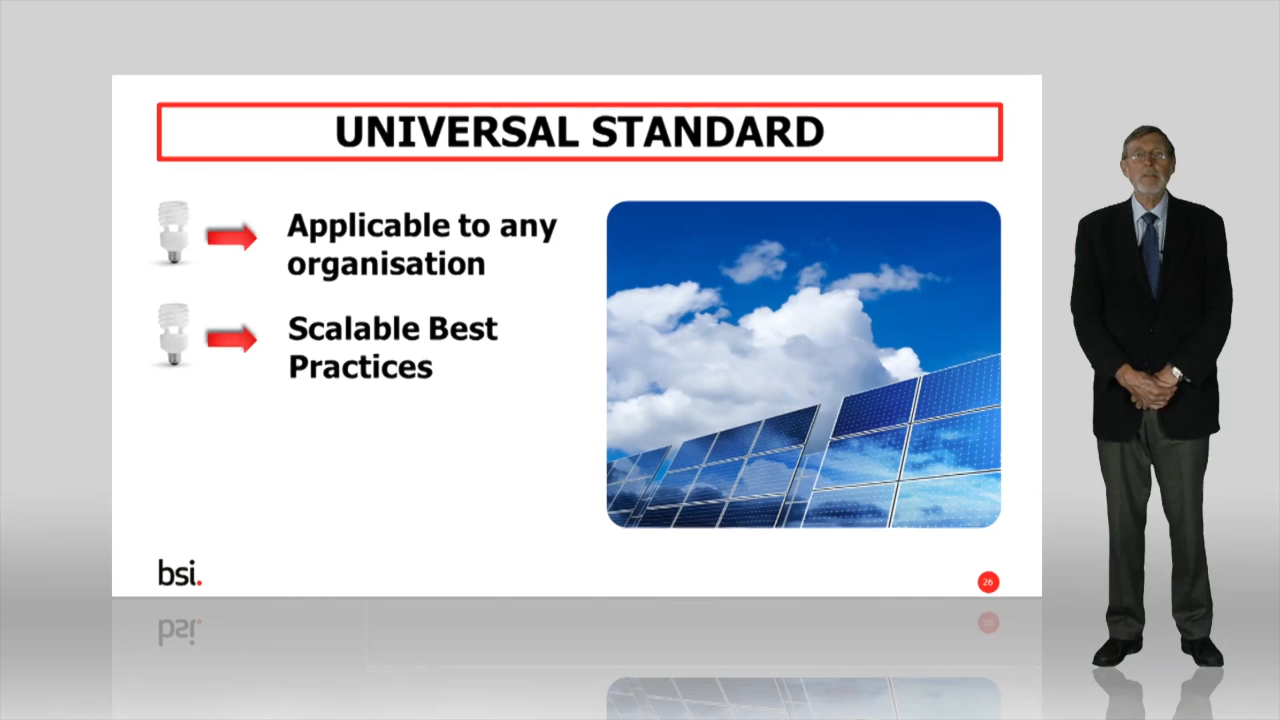 UNIVERSAL STANDARD
Applicable to any
organisation
Scalable Best
Practices
bsi.
26